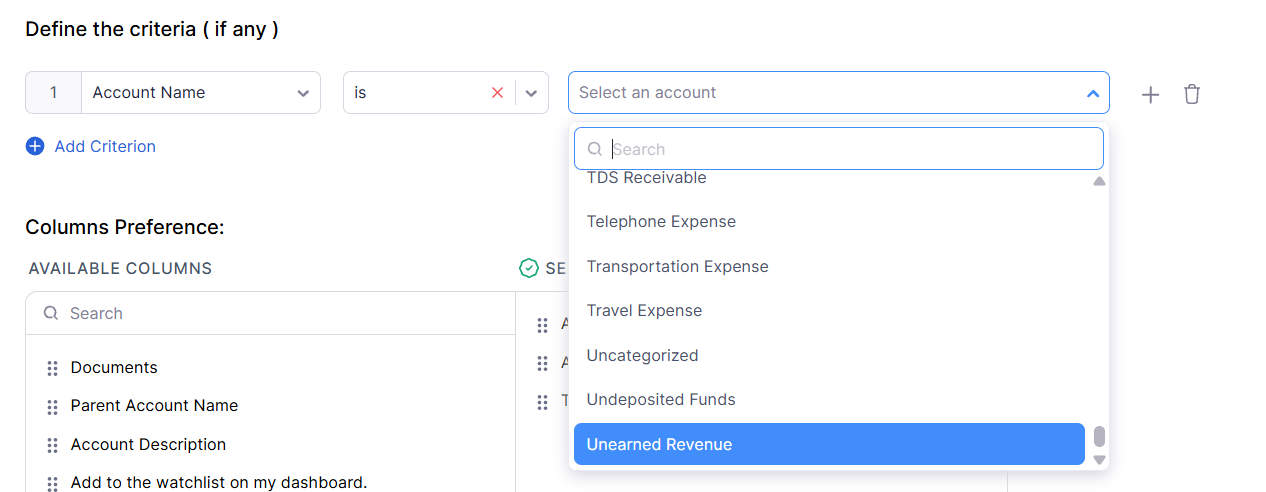 Define the criteria ( if any )
1 Account Name is Select an account
Search
Add Criterion
TDS Receivable
Telephone Expense
Transportation Expense
Travel Expense
Uncategorized
Undeposited Funds
Unearned Revenue
Columns Preference:
AVAILABLE COLUMNS
SE
Search
Documents
Parent Account Name
Account Description
Add to the watchlist on my dashboard.
A
A
T